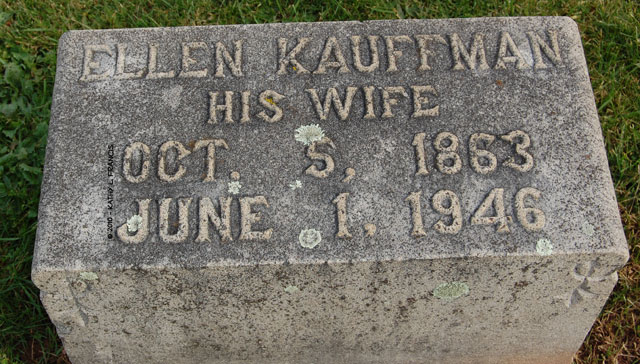 ELLEN KAUFFMAN
HIS WIFE
OCT. 5, 1863
JUNE 1, 1946